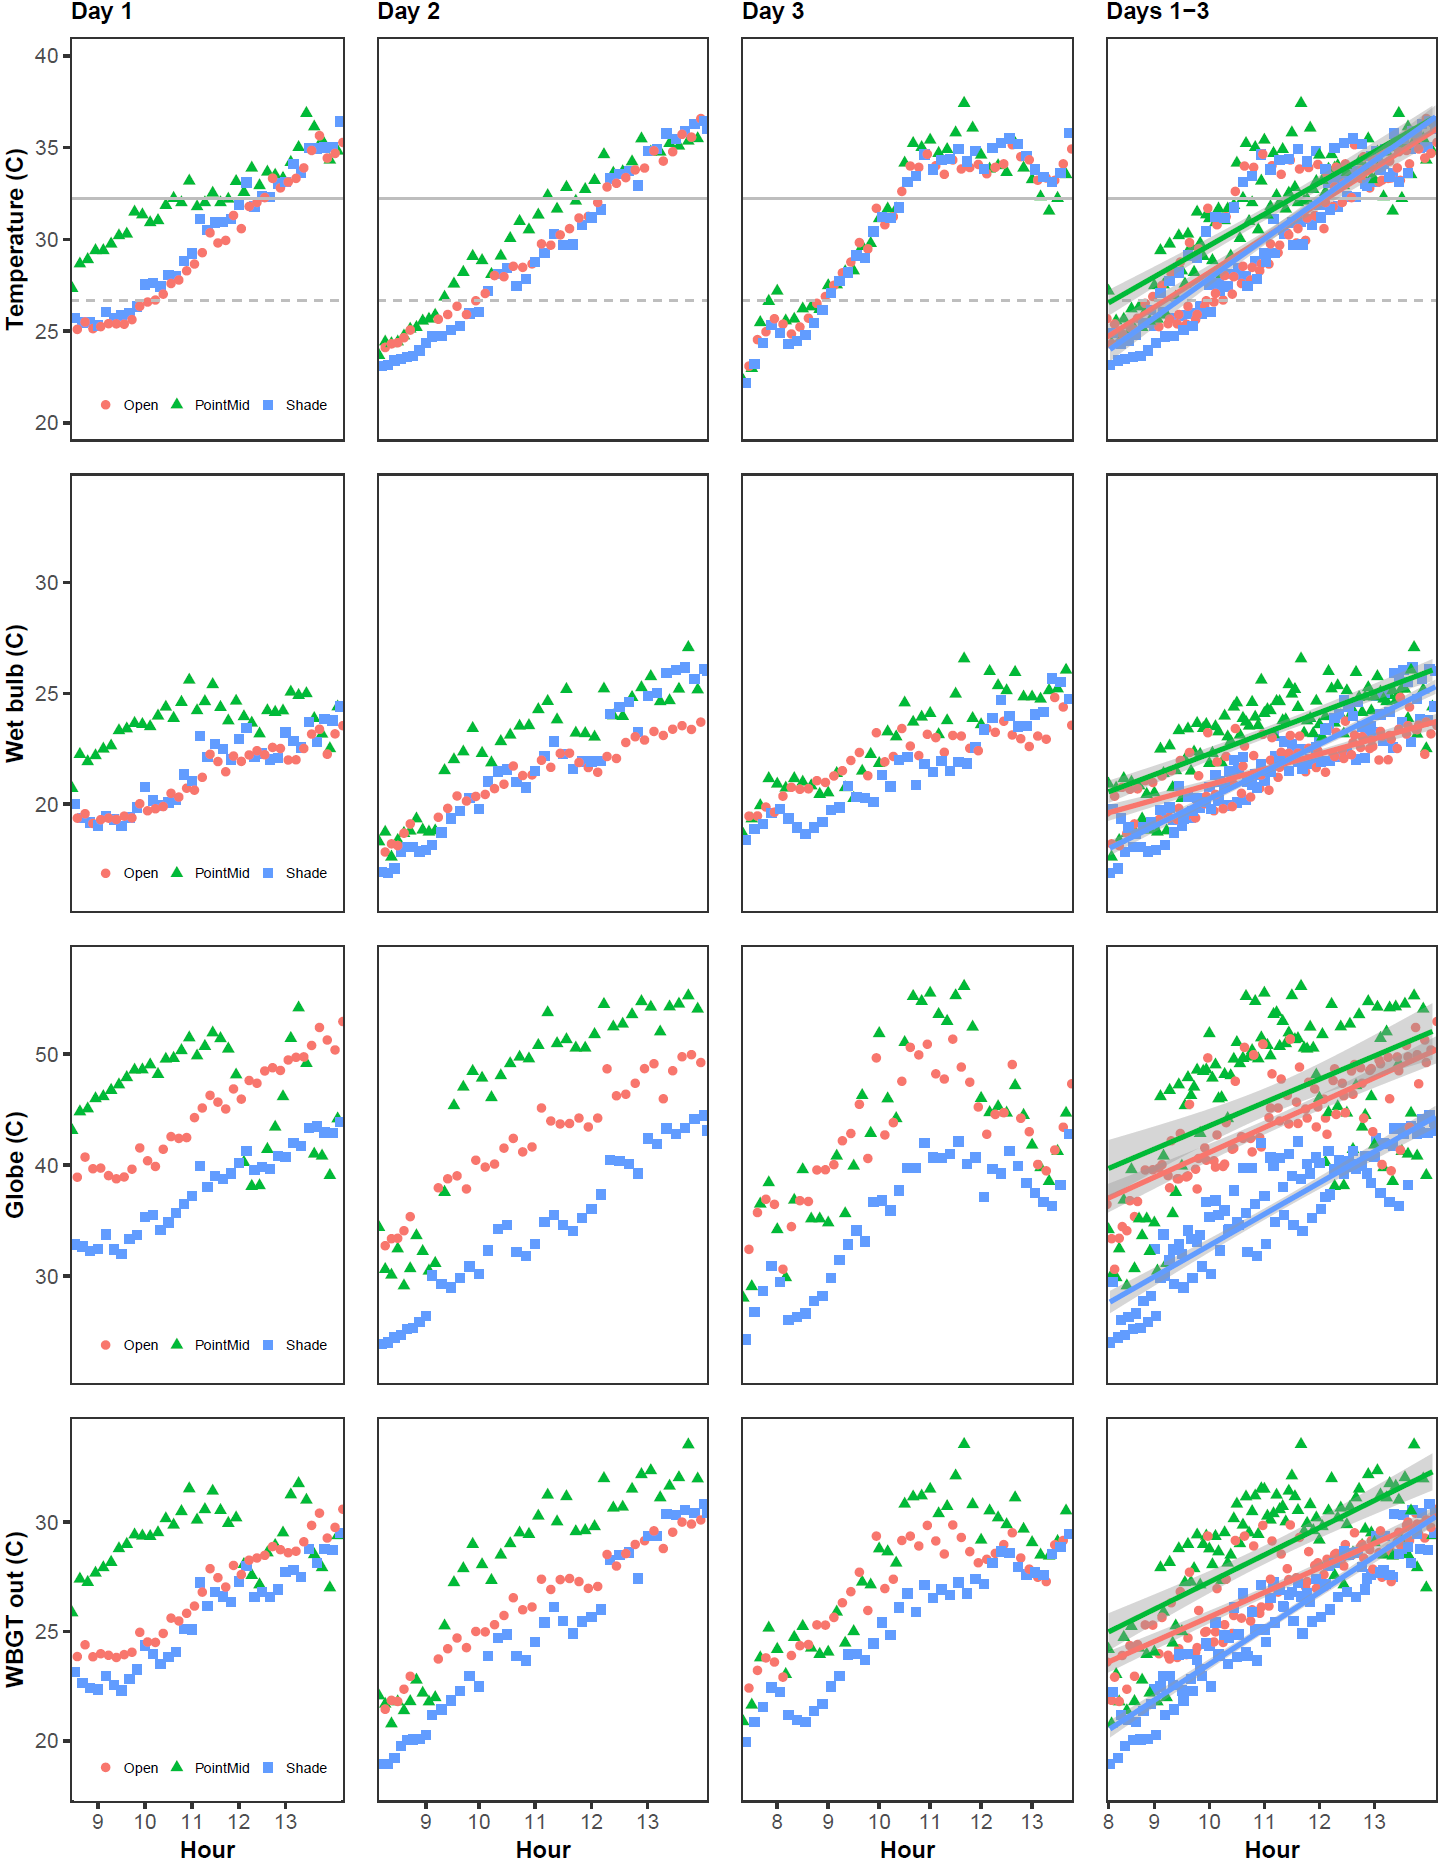 Day 1 Day 2 Day 3 Days 1−3
Temperature (C)
40
35
30
25
20
Open PointMid Shade
Wet bulb (C)
30
25
20
Open PointMid Shade
Globe (C)
50
40
30
Open PointMid Shade
WBGT out (C)
30
25
20
Open PointMid Shade
9 10 11 12 13 9 10 11 12 13 8 9 10 11 12 13 8 9 10 11 12 13
Hour Hour Hour Hour